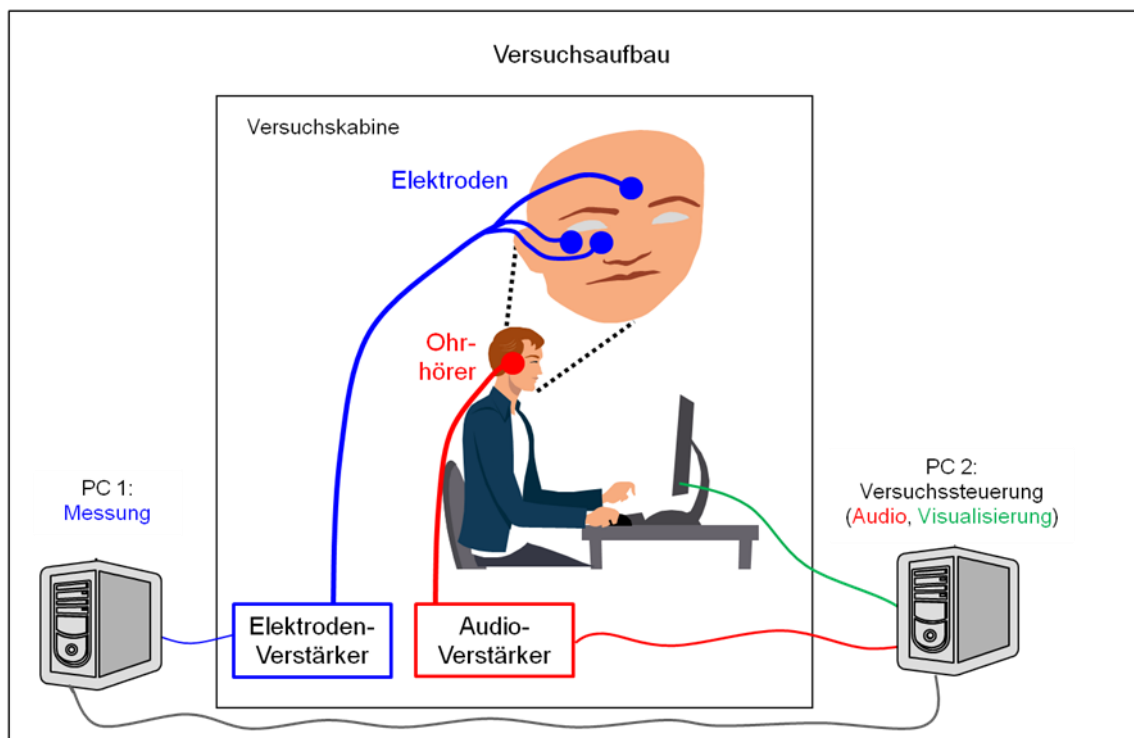 Versuchsaufbau
Versuchskabine
Elektroden
Ohr-
hörer
PC 1:
Messung
PC 2:
Versuchssteuerung
(Audio, Visualisierung)
Elektroden-
Verstärker
Audio-
Verstärker